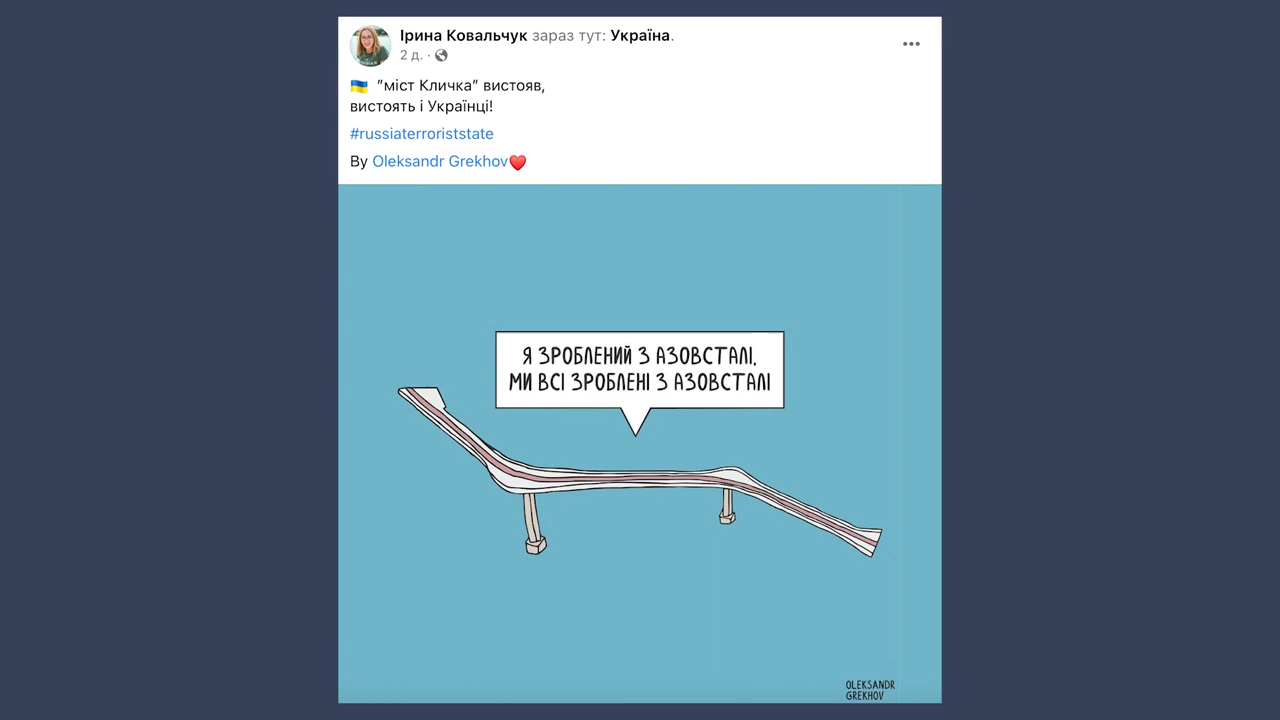 Ірина Ковальчук зараз тут: Україна.
2 д. ·
"міст Кличка" вистояв,
вистоять і Українці!
#russiaterroriststate
By Oleksandr Grekhov
Я ЗРОБЛЕНИЙ З АЗОВСТАЛІ,
МИ ВСІ ЗРОБЛЕНІ З АЗОВСТАЛІ
OLEKSANDR
GREKHOV